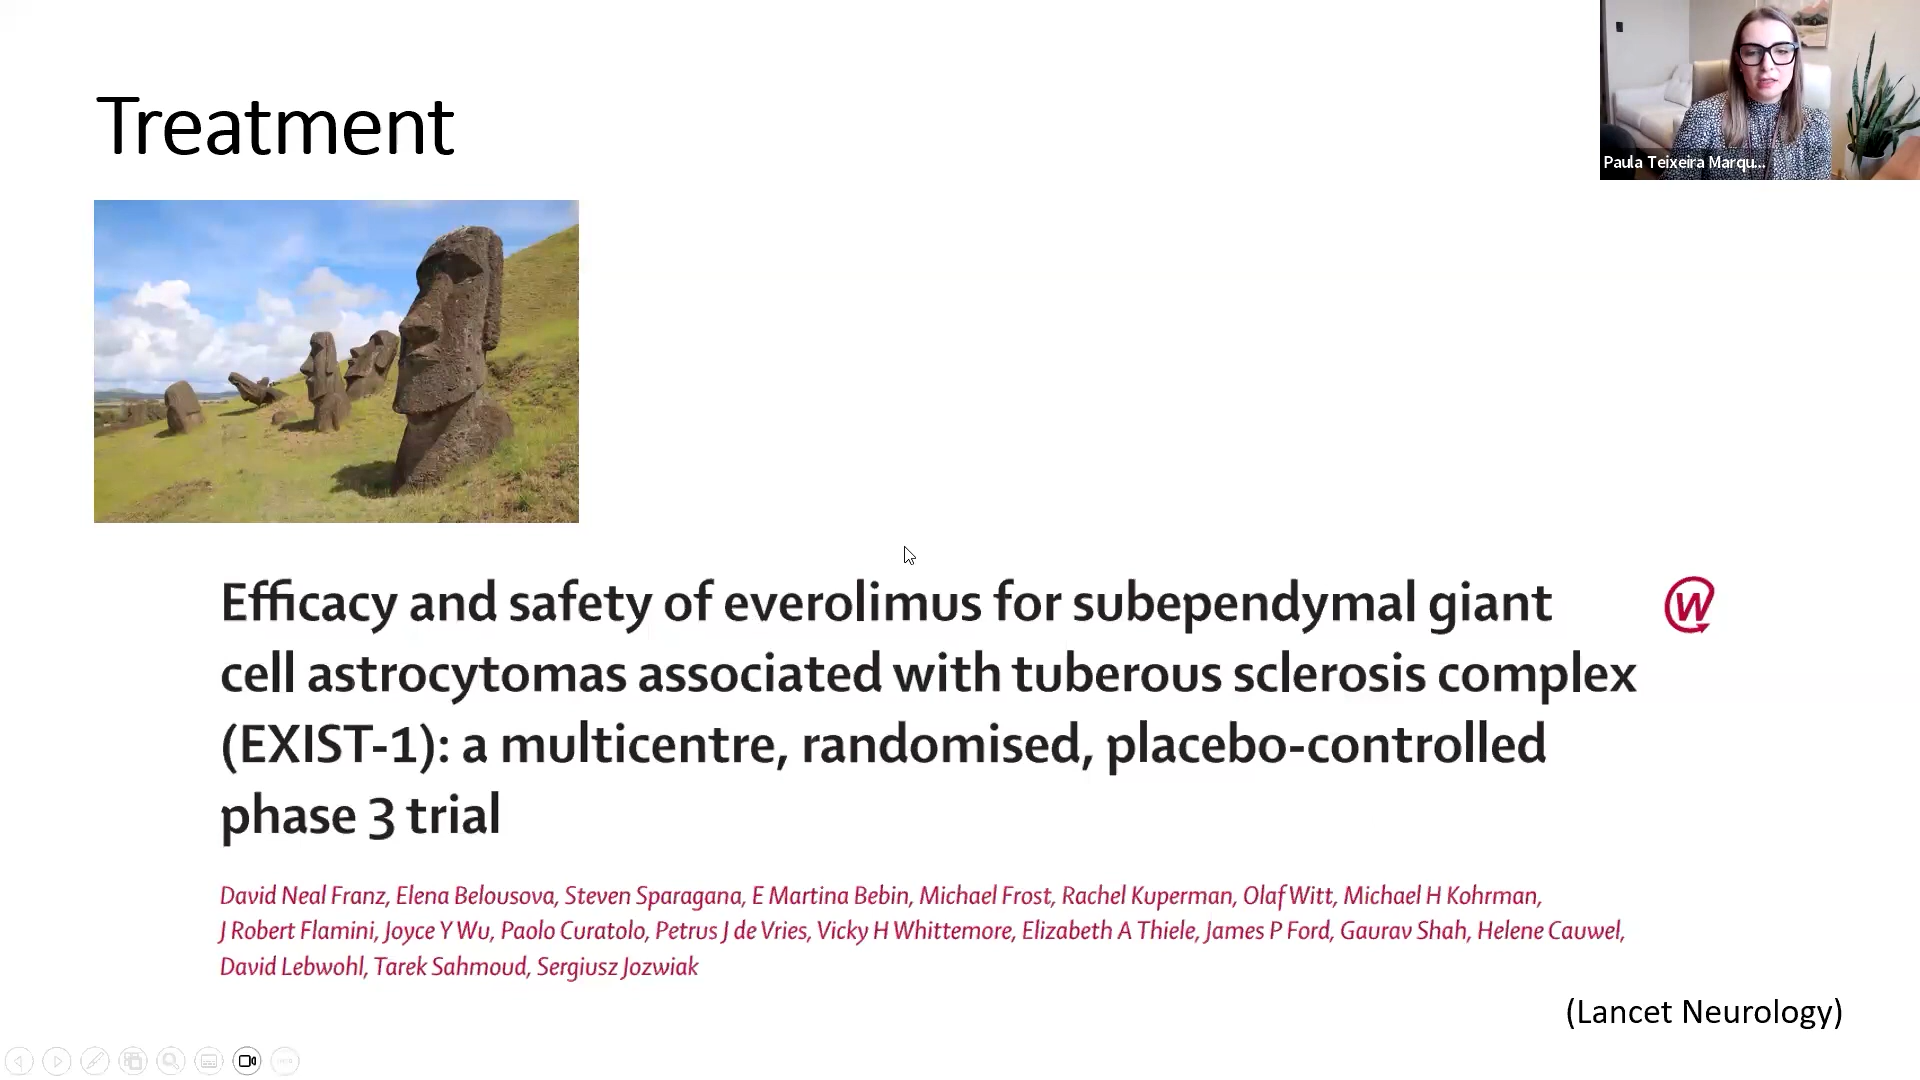 Treatment
Paula Teixeira Marqu...
Efficacy and safety of everolimus for subependymal giant
cell astrocytomas associated with tuberous sclerosis complex
(EXIST-1): a multicentre, randomised, placebo-controlled
phase 3 trial
W
David Neal Franz, Elena Belousova, Steven Sparagana, E Martina Bebin, Michael Frost, Rachel Kuperman, Olaf Witt, Michael H Kohrman,
J Robert Flamini, Joyce Y Wu, Paolo Curatolo, Petrus J de Vries, Vicky H Whittemore, Elizabeth A Thiele, James P Ford, Gaurav Shah, Helene Cauwel,
David Lebwohl, Tarek Sahmoud, Sergiusz Jozwiak
(Lancet Neurology)